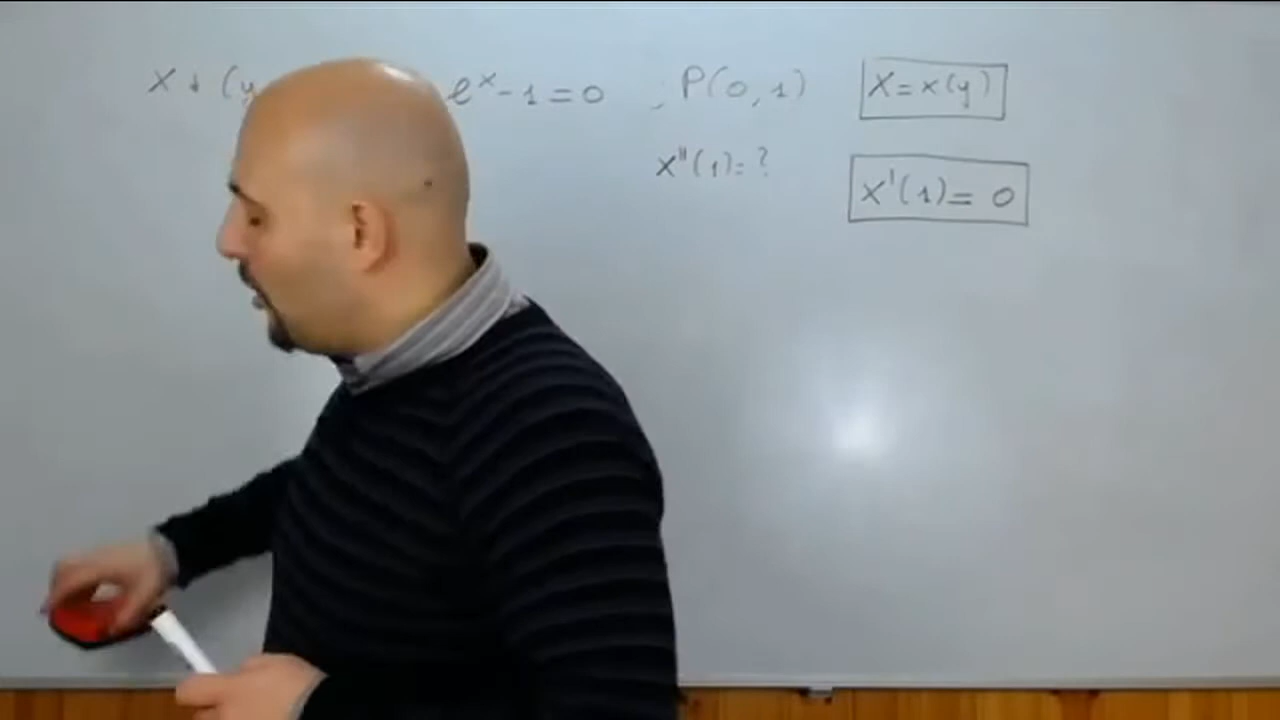 x + (y e^x - 1 = 0 ; P(0, 1) x = x(y)
x''(1) = ?
x'(1) = 0